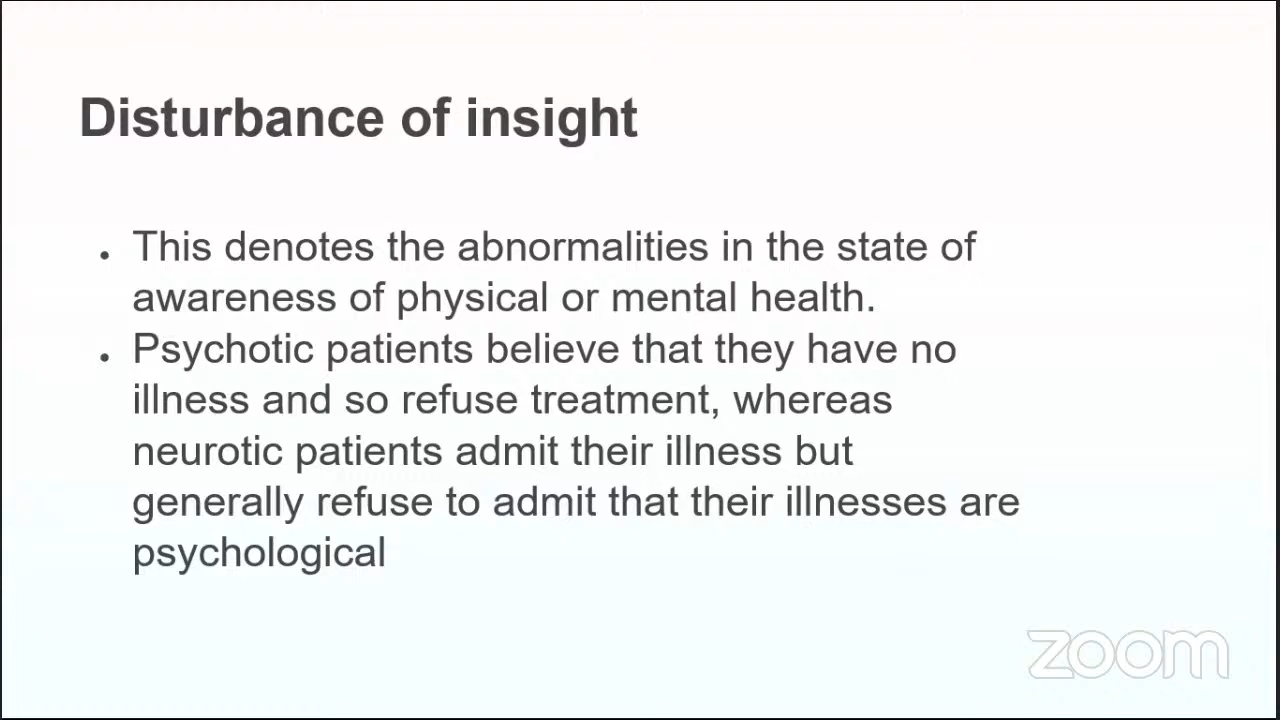 Disturbance of insight
• This denotes the abnormalities in the state of
awareness of physical or mental health.
• Psychotic patients believe that they have no
illness and so refuse treatment, whereas
neurotic patients admit their illness but
generally refuse to admit that their illnesses are
psychological
zoom